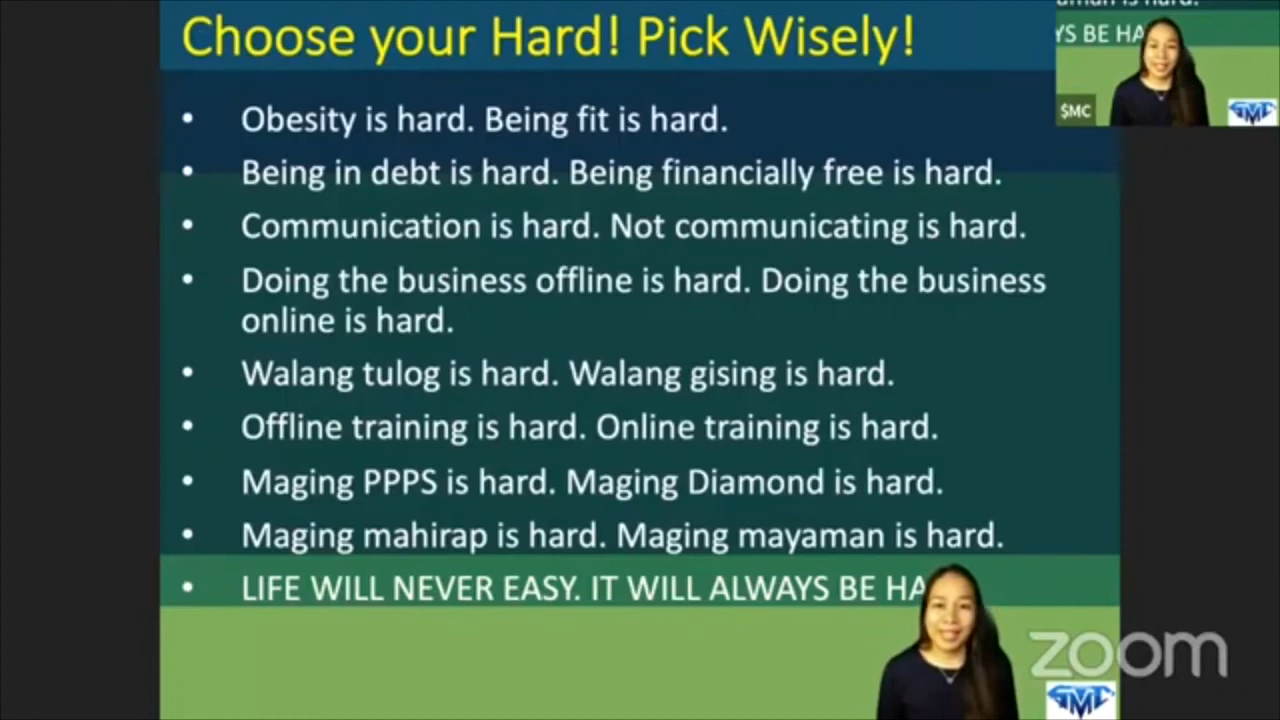 Choose your Hard! Pick Wisely!
• Obesity is hard. Being fit is hard.
• Being in debt is hard. Being financially free is hard.
• Communication is hard. Not communicating is hard.
• Doing the business offline is hard. Doing the business
online is hard.
• Walang tulog is hard. Walang gising is hard.
• Offline training is hard. Online training is hard.
• Maging PPPS is hard. Maging Diamond is hard.
• Maging mahirap is hard. Maging mayaman is hard.
• LIFE WILL NEVER EASY. IT WILL ALWAYS BE HA
YS BE HA
$MC
zoom